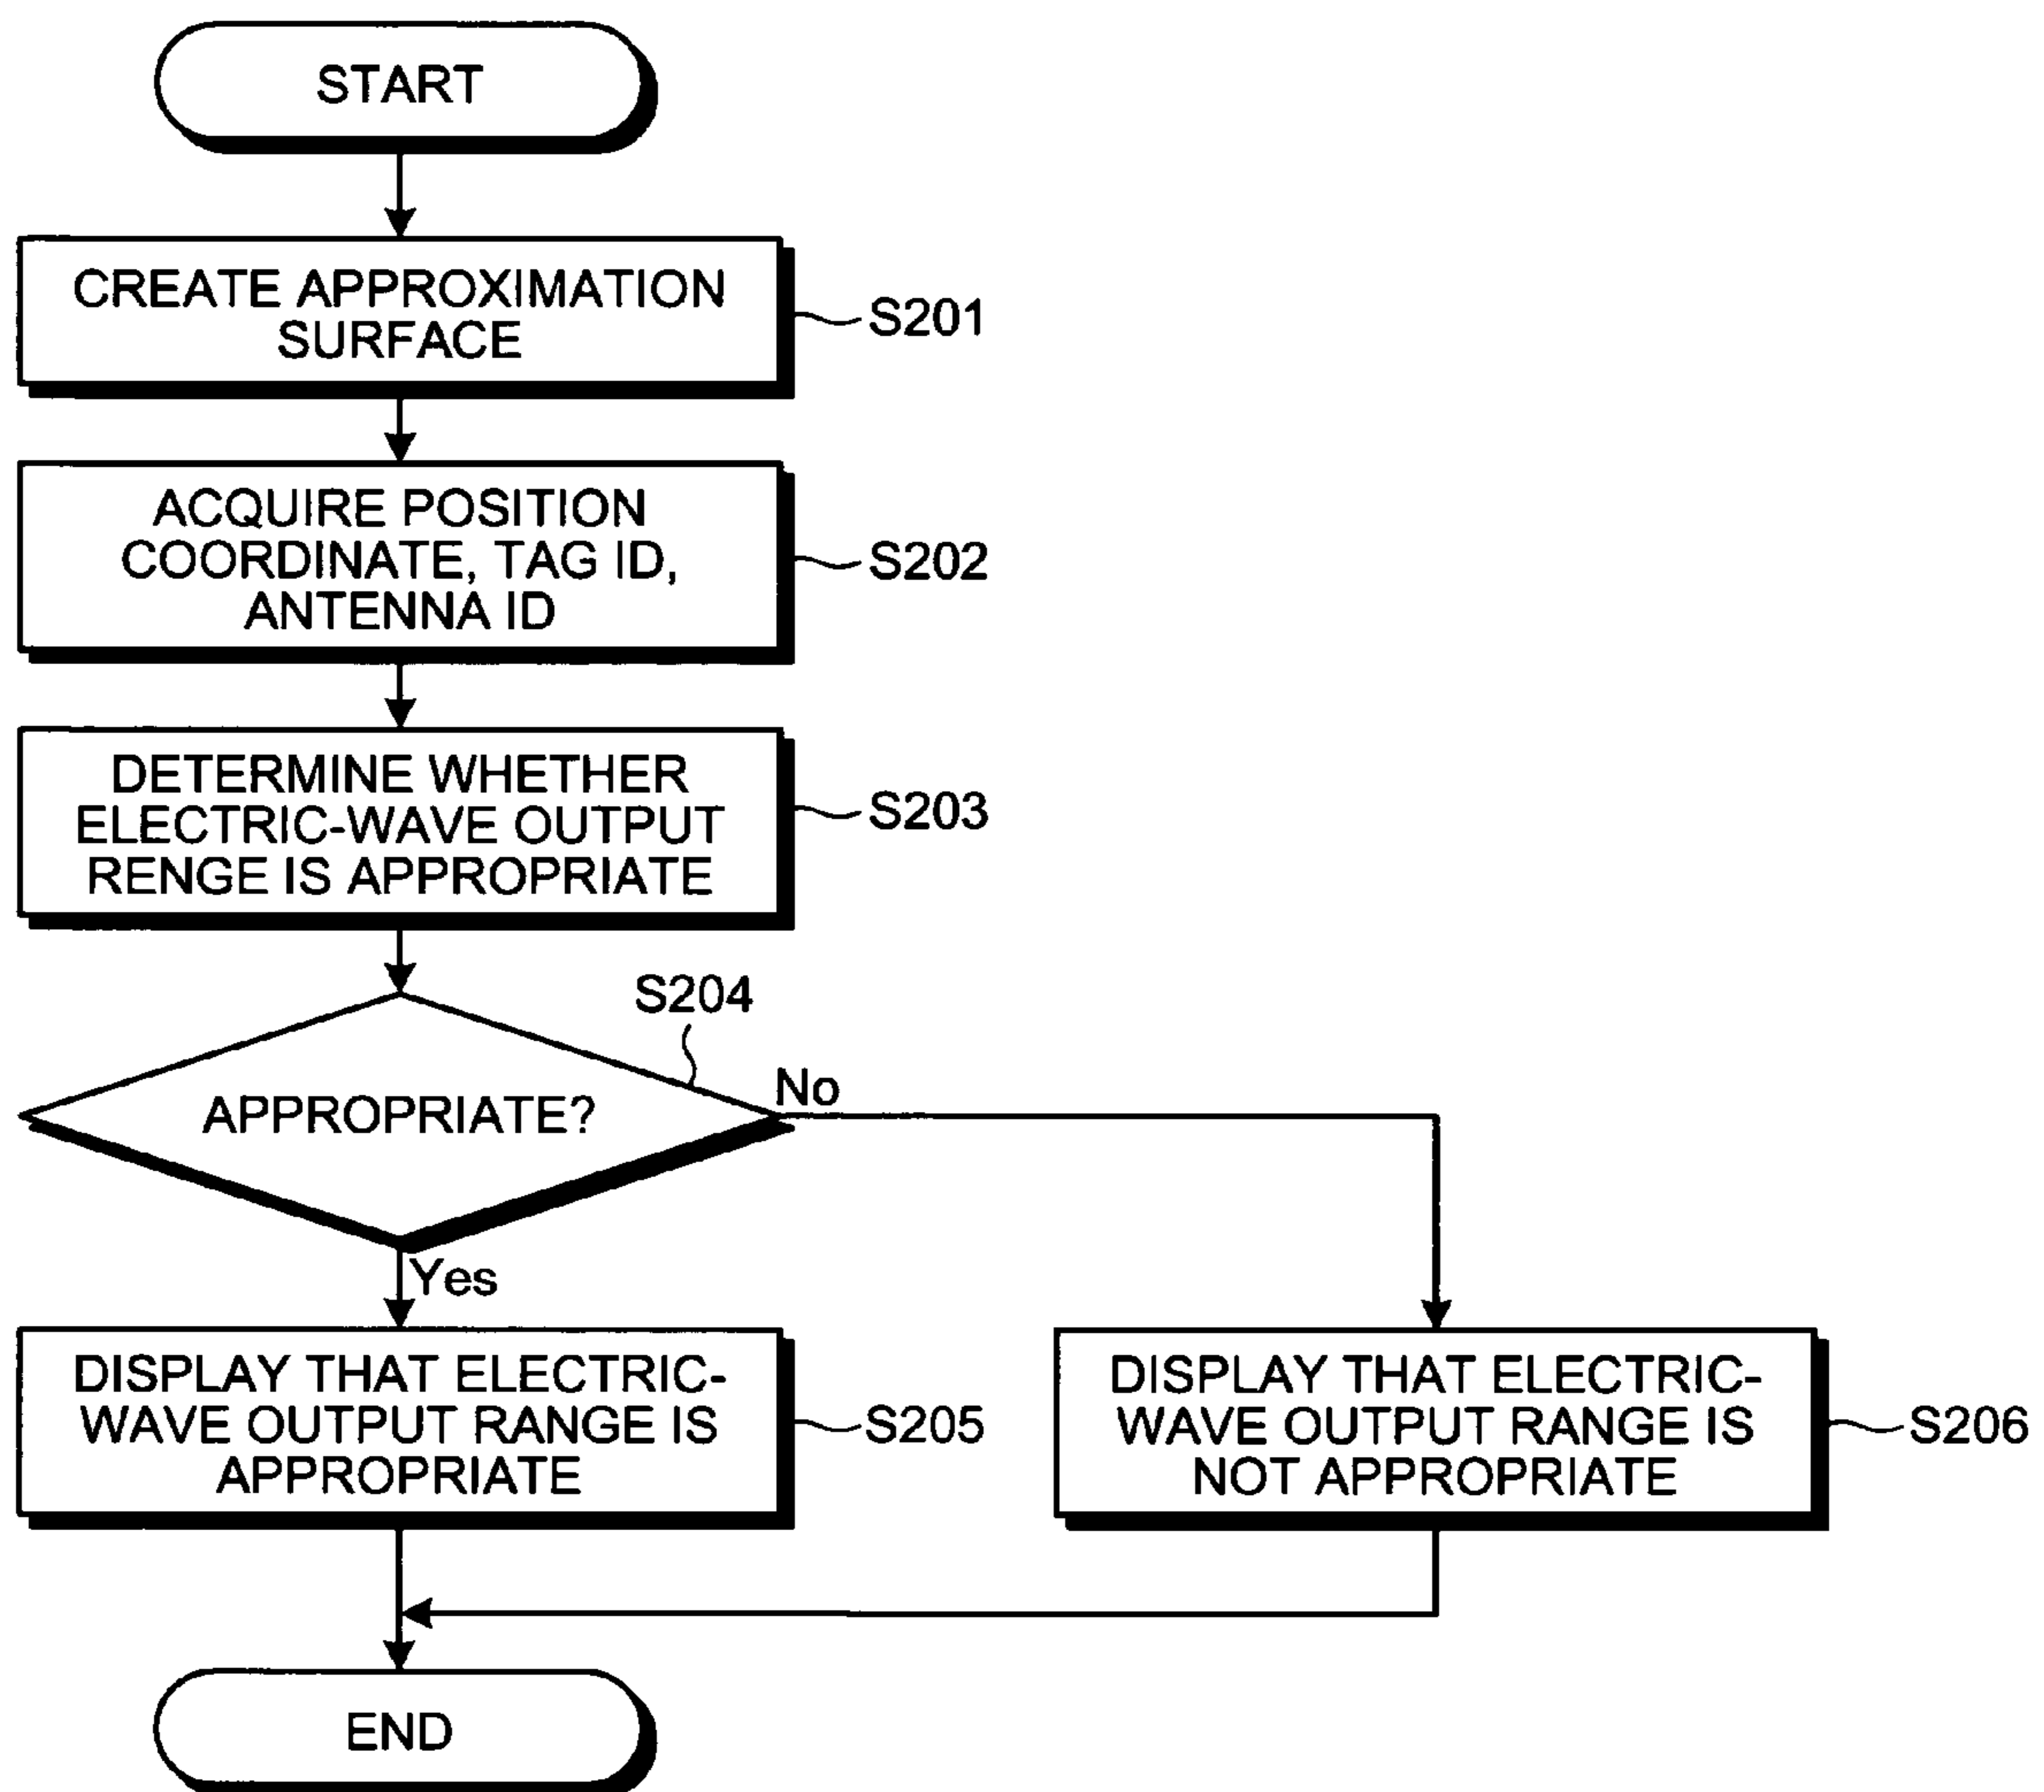 START
CREATE APPROXIMATION
SURFACE
S201
ACQUIRE POSITION
COORDINATE, TAG ID,
ANTENNA ID
S202
DETERMINE WHETHER
ELECTRIC-WAVE OUTPUT
RENGE IS APPROPRIATE
S203
S204
APPROPRIATE?
No
Yes
DISPLAY THAT ELECTRIC-
WAVE OUTPUT RANGE IS
APPROPRIATE
S205
DISPLAY THAT ELECTRIC-
WAVE OUTPUT RANGE IS
NOT APPROPRIATE
S206
END